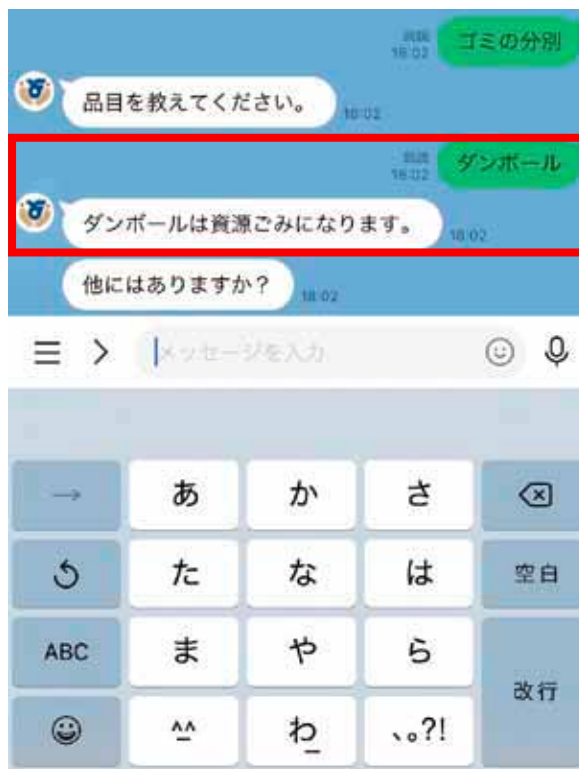 既読
18:02
ゴミの分別
品目を教えてください。
18:02
既読
18:02
ダンボール
ダンボールは資源ごみになります。
18:02
他にはありますか？
18:02
メッセージを入力
→
あ
か
さ
た
な
は
空白
ABC
ま
や
ら
改行
^^
わ
、。?!